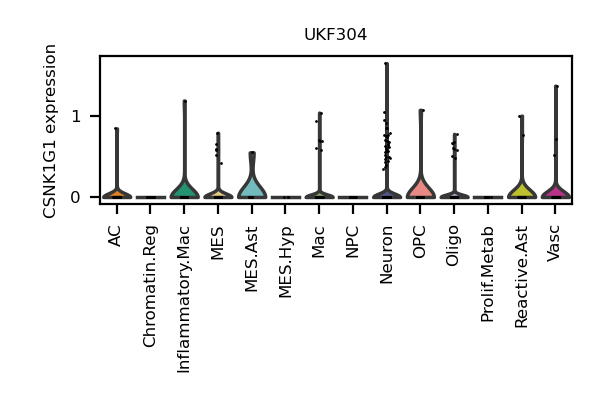 UKF304
CSNK1G1 expression
1
0
AC
Chromatin.Reg
Inflammatory.Mac
MES
MES.Ast
MES.Hyp
Mac
NPC
Neuron
OPC
Oligo
Prolif.Metab
Reactive.Ast
Vasc